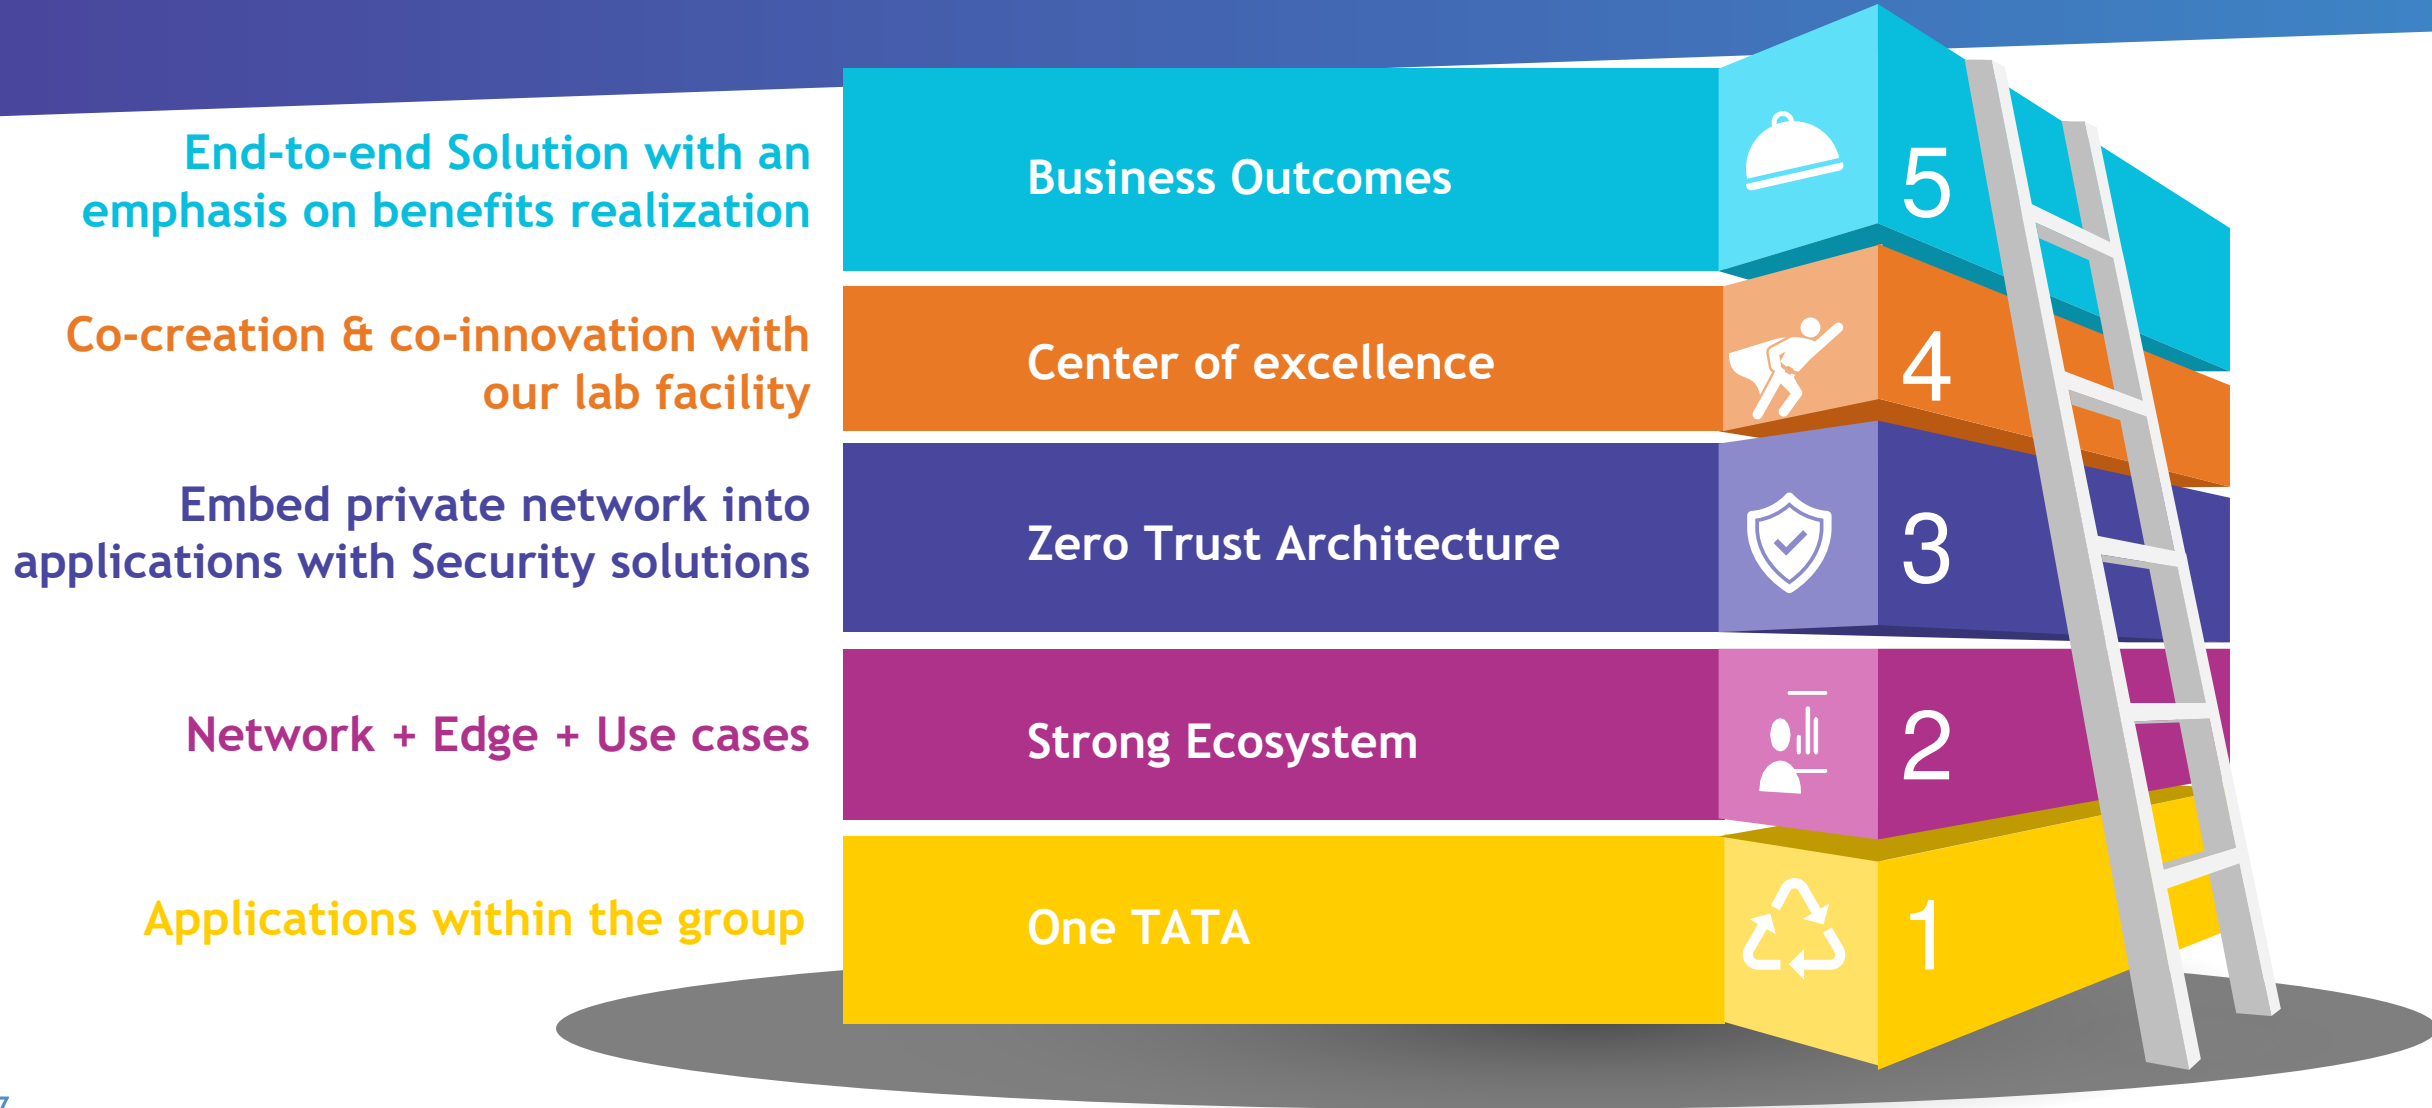 End-to-end Solution with an
emphasis on benefits realization
Business Outcomes
5
Co-creation & co-innovation with
our lab facility
Center of excellence
4
Embed private network into
applications with Security solutions
Zero Trust Architecture
3
Network + Edge + Use cases
Strong Ecosystem
2
Applications within the group
One TATA
1
7